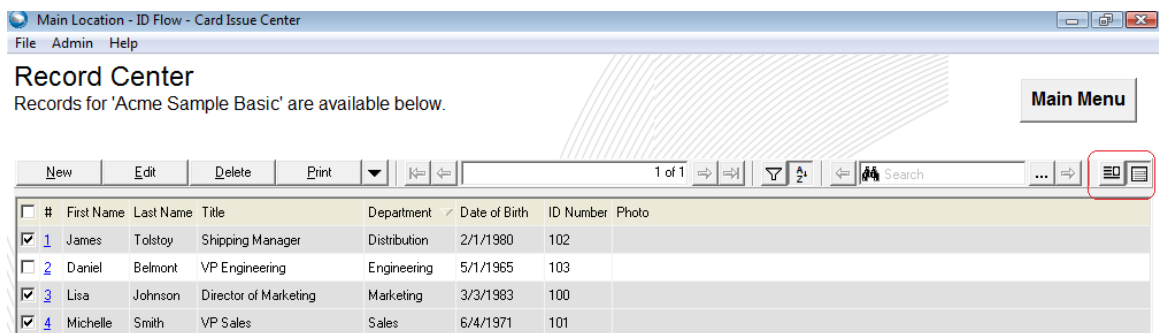 Main Location - ID Flow - Card Issue Center
File Admin Help
Record Center
Records for 'Acme Sample Basic' are available below.
Main Menu
New Edit Delete Print 1 of 1 A Z Search ...
# First Name Last Name Title Department Date of Birth ID Number Photo
1 James Tolstoy Shipping Manager Distribution 2/1/1980 102
2 Daniel Belmont VP Engineering Engineering 5/1/1965 103
3 Lisa Johnson Director of Marketing Marketing 3/3/1983 100
4 Michelle Smith VP Sales Sales 6/4/1971 101